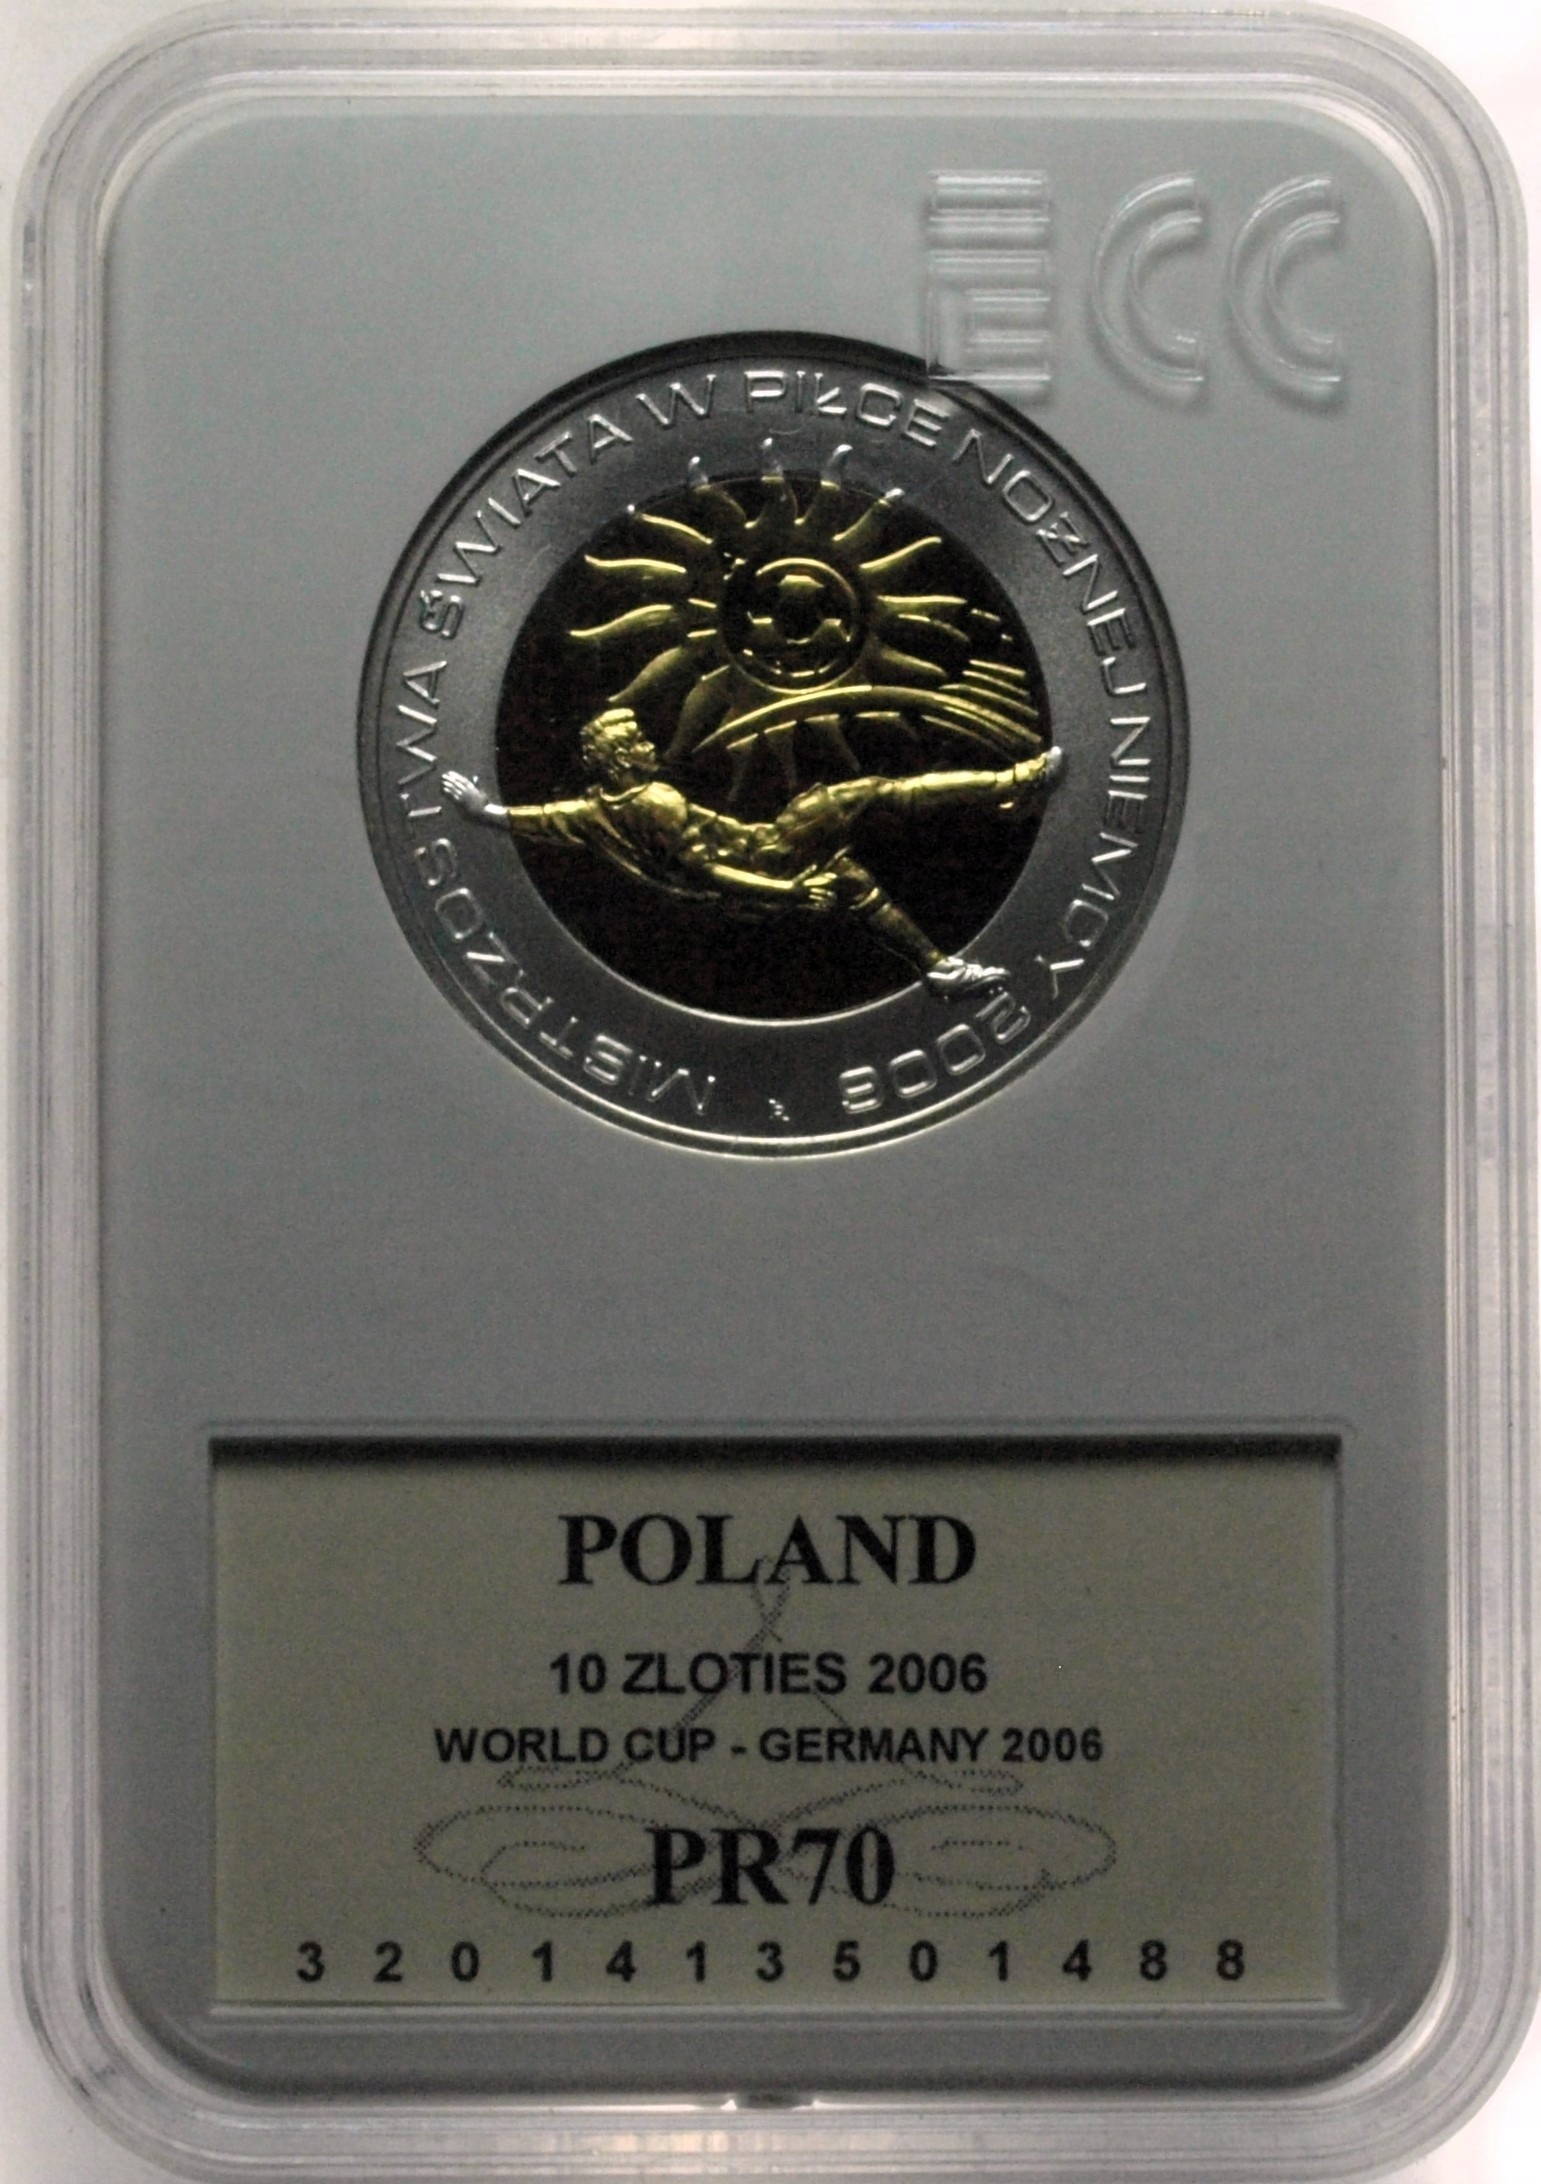 ECC
MISTRZOSTWA ŚWIATA W PIŁCE NOŻNEJ NIEMCY 2006
POLAND
10 ZLOTIES 2006
WORLD CUP - GERMANY 2006
PR70
3 2 0 1 4 1 3 5 0 1 4 8 8